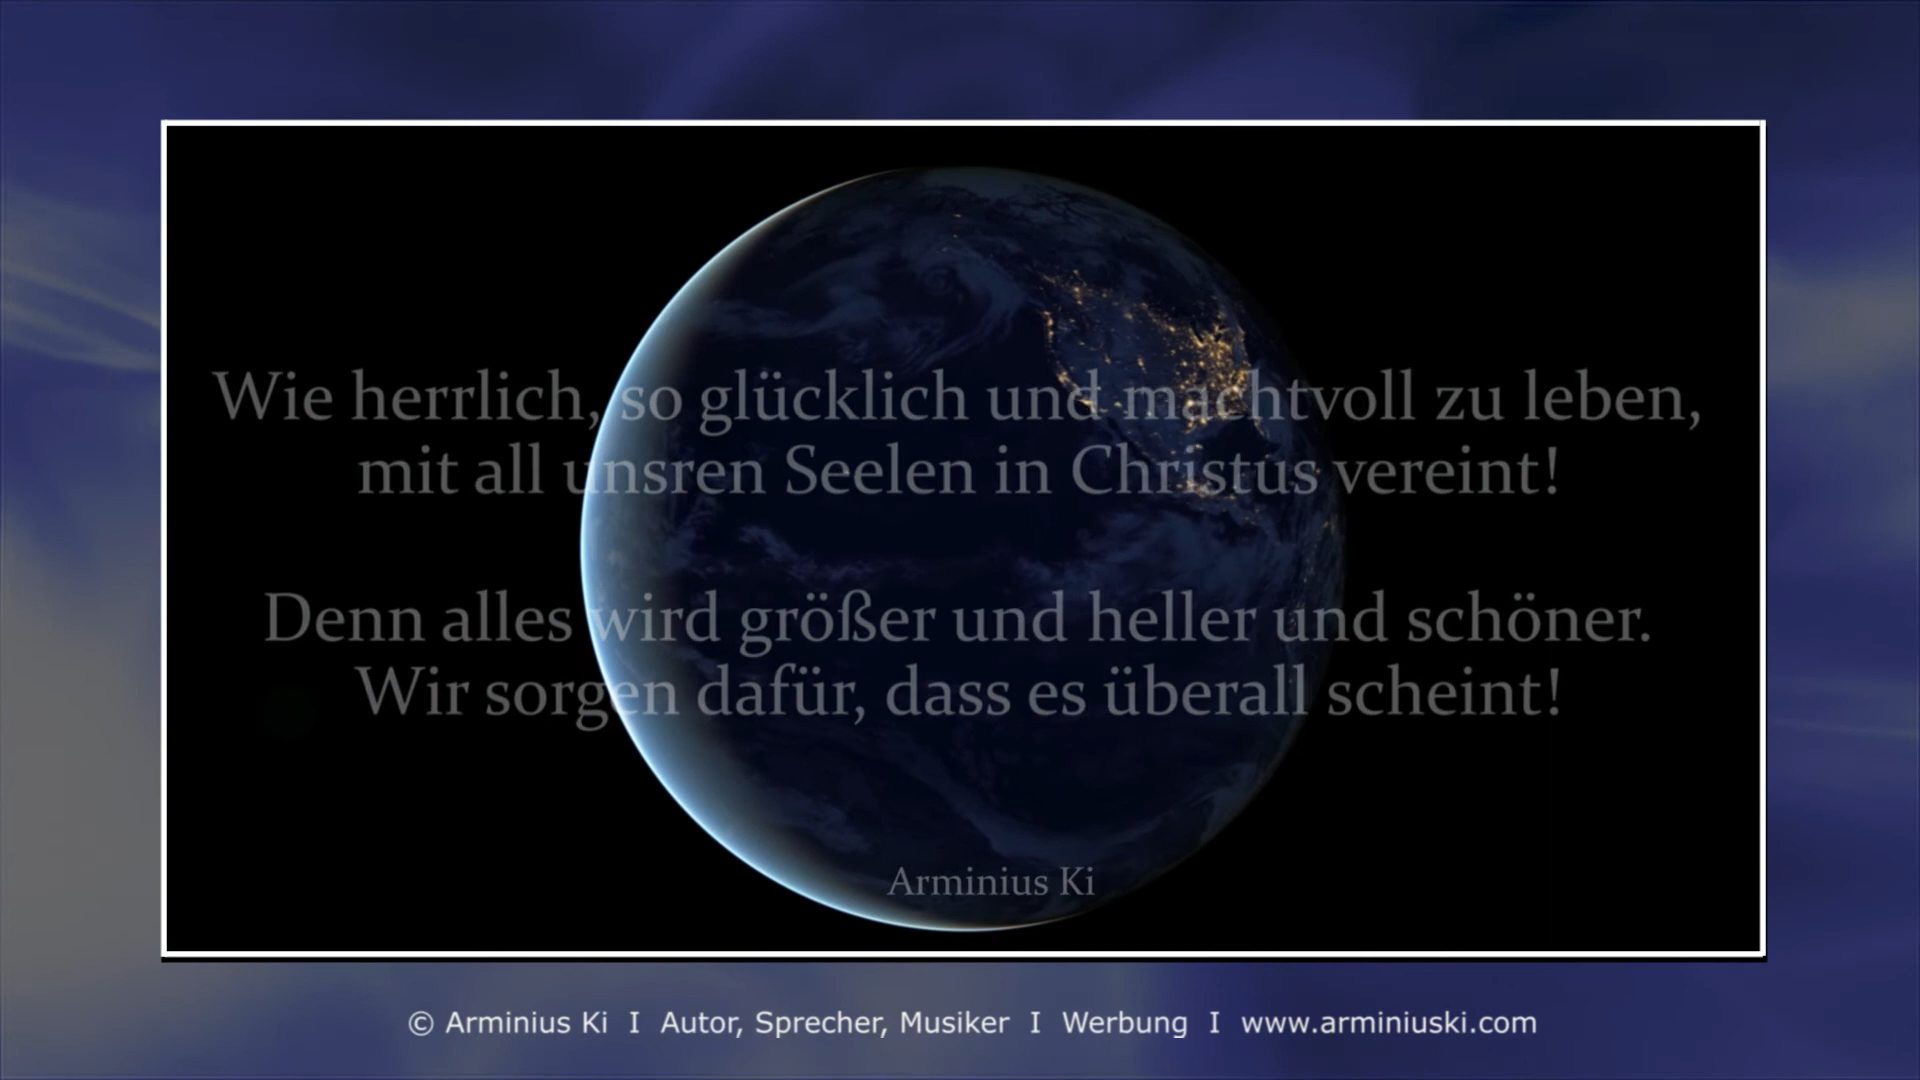 Wie herrlich, so glücklich und machtvoll zu leben,
mit all unsren Seelen in Christus vereint!
Denn alles wird größer und heller und schöner.
Wir sorgen dafür, dass es überall scheint!
Arminius Ki
© Arminius Ki I Autor, Sprecher, Musiker I Werbung I www.arminiuski.com